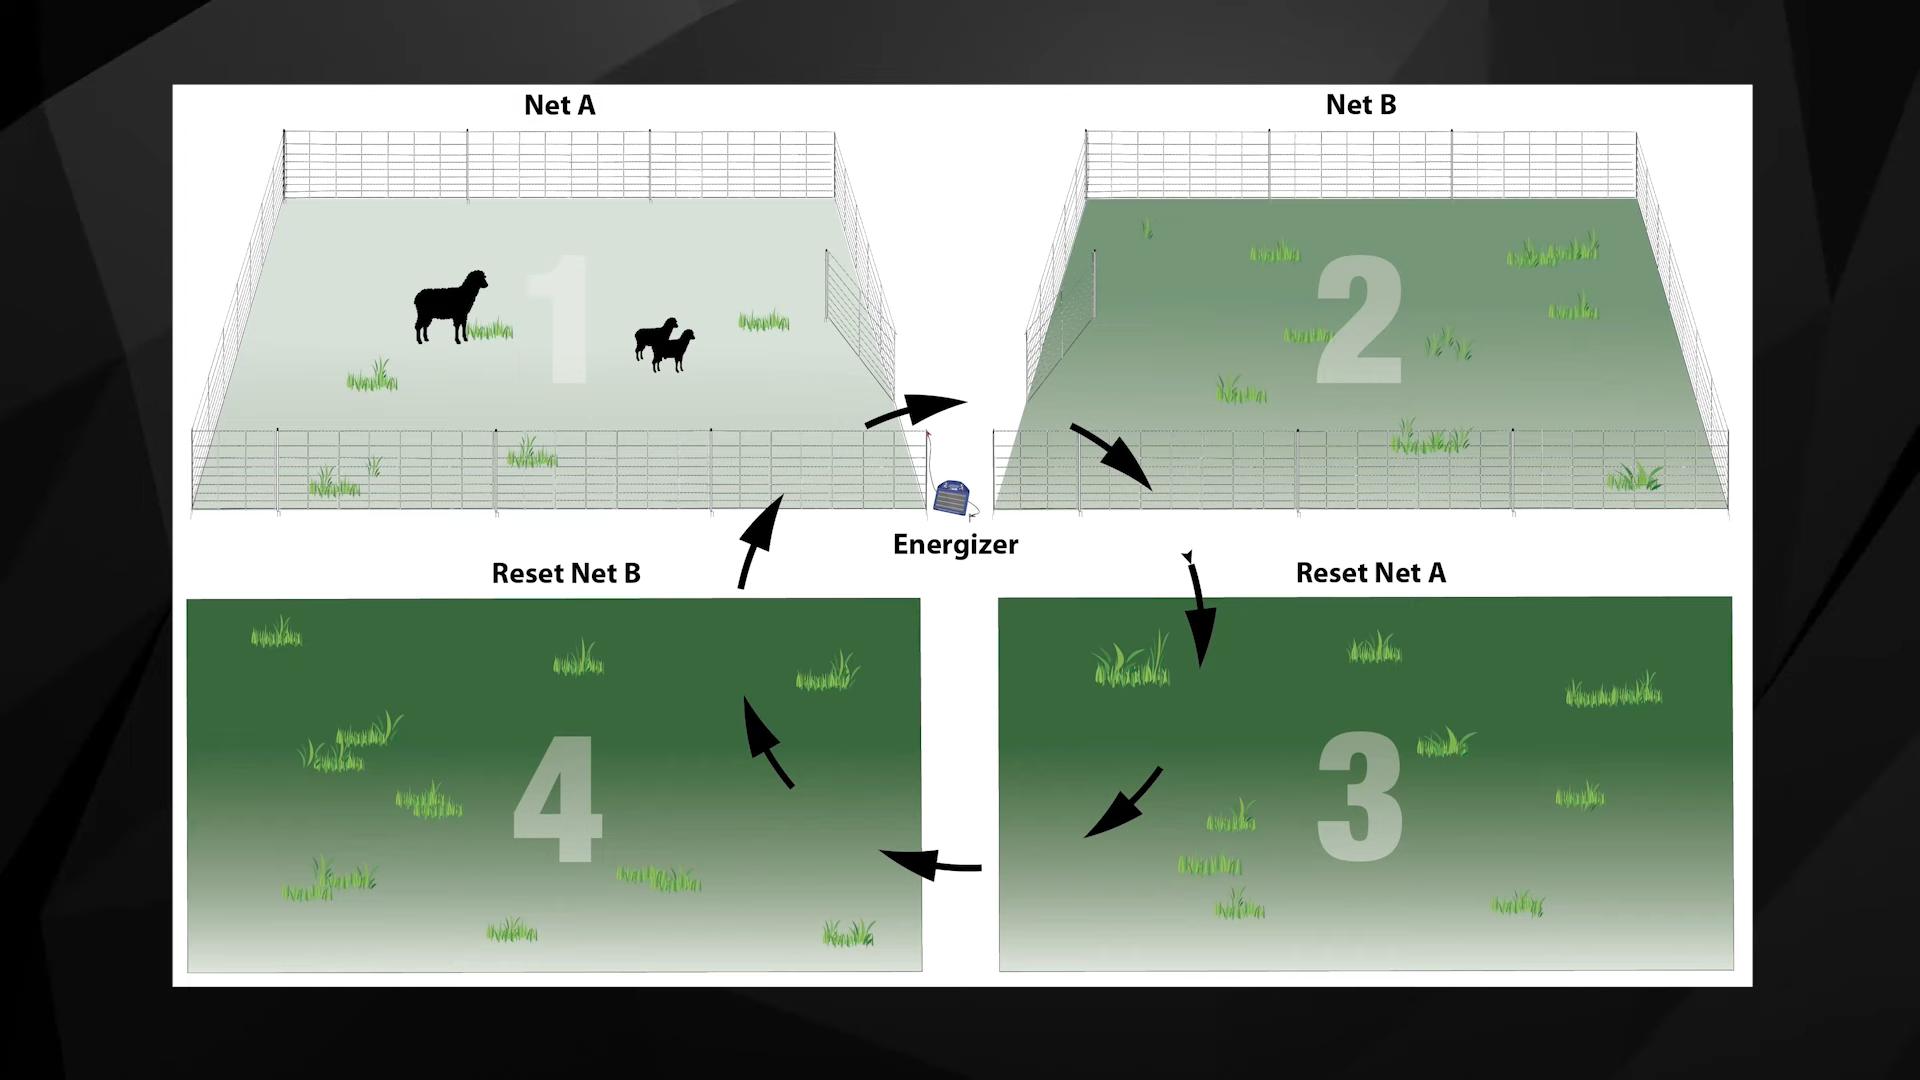 Net A
Net B
1
2
Energizer
Reset Net B
Reset Net A
4
3